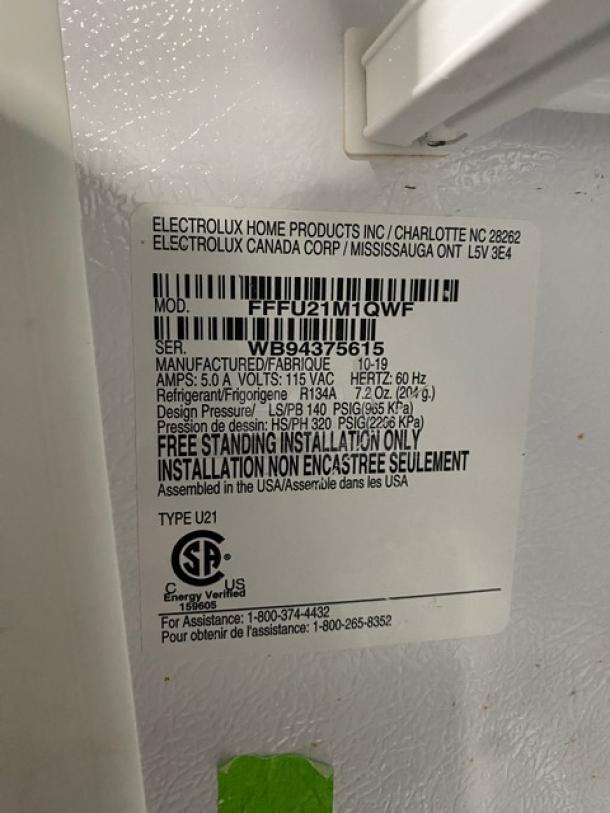 ELECTROLUX HOME PRODUCTS INC / CHARLOTTE NC 28262
ELECTROLUX CANADA CORP / MISSISSAUGA ONT L5V 3E4
MOD. FFFU21M1QWF
SER. WB94375615
MANUFACTURED/FABRIQUE 10-19
AMPS: 5.0 A VOLTS: 115 VAC HERTZ: 60 Hz
Refrigerant/Frigorigene R134A 7.2 Oz. (204 g.)
Design Pressure/ LS/PB 140 PSIG(965 KPa)
Pression de dessin: HS/PH 320 PSIG(2206 KPa)
FREE STANDING INSTALLATION ONLY
INSTALLATION NON ENCASTREE SEULEMENT
Assembled in the USA/Assemble dans les USA
TYPE U21
CSA®
C US
Energy Verified
159605
For Assistance: 1-800-374-4432
Pour obtenir de l'assistance: 1-800-265-8352